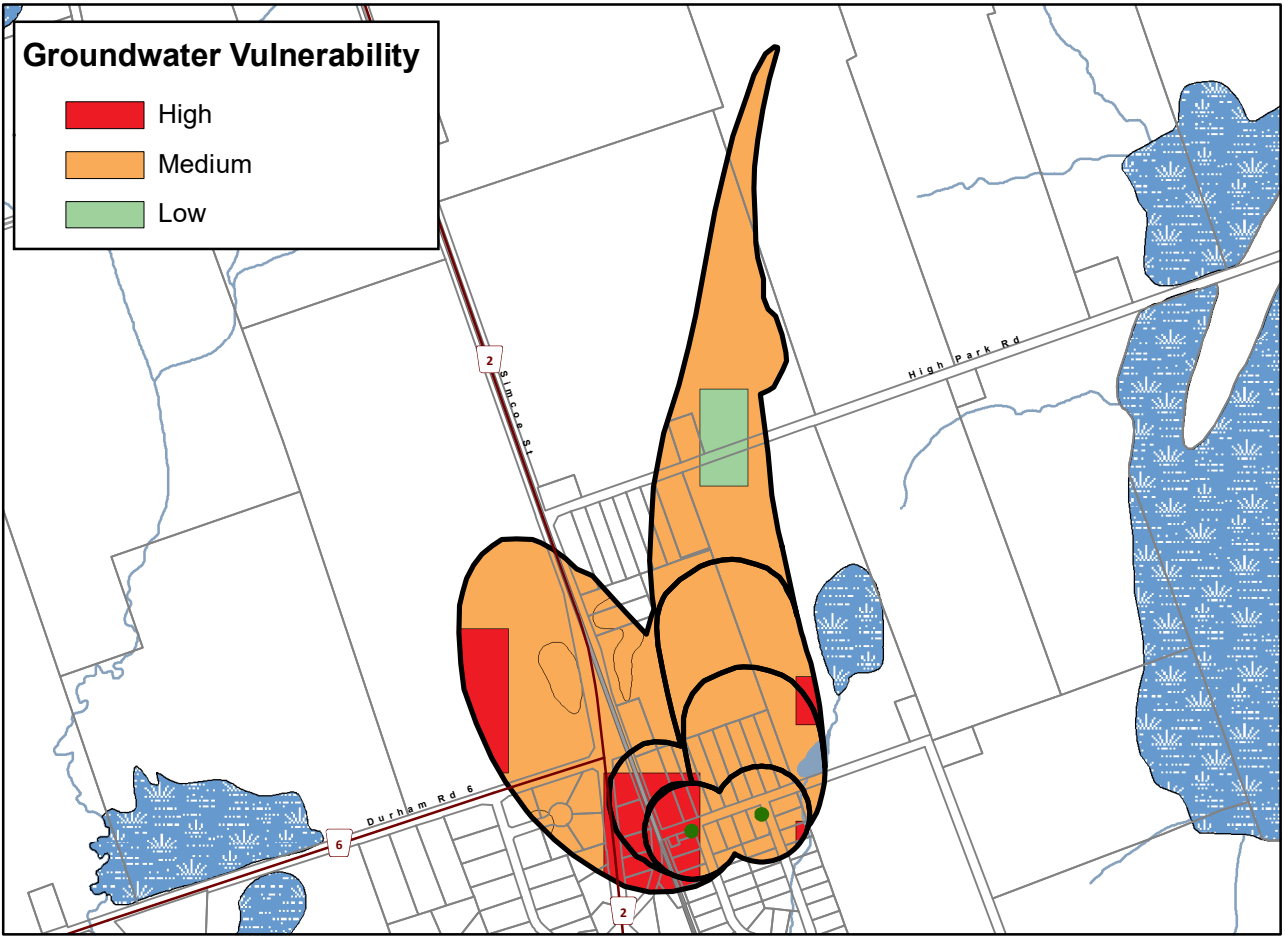 Groundwater Vulnerability
High
Medium
Low
High Park Rd
2
Simcoe St
Durham Rd 6
6
2